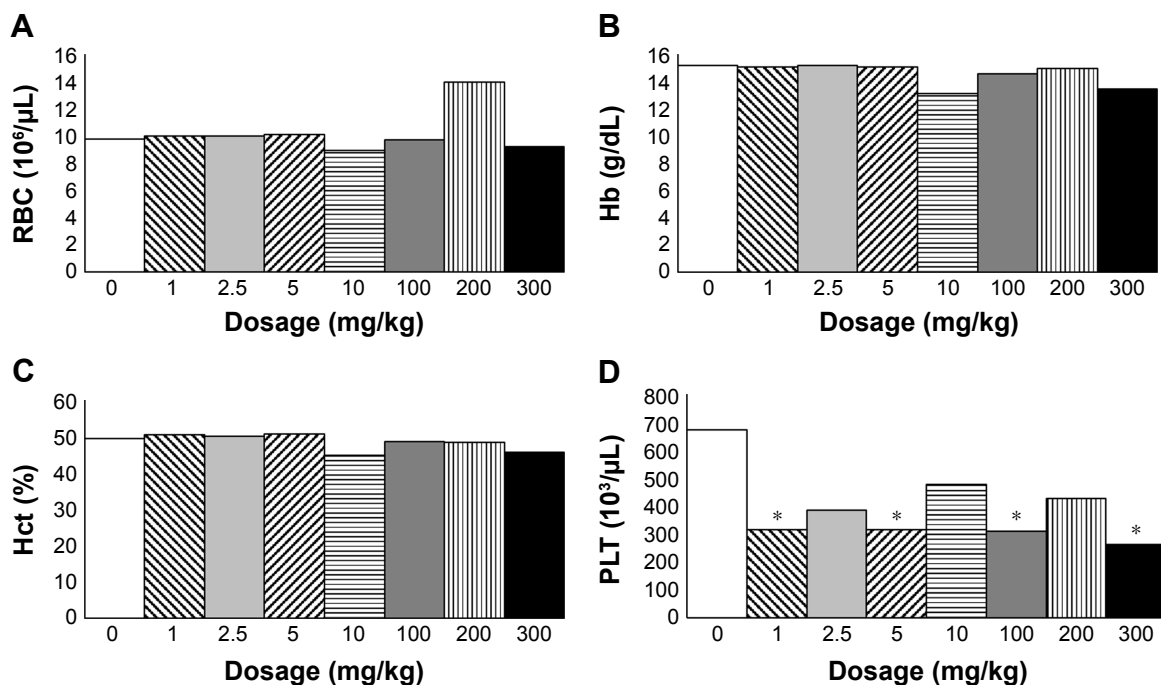 A
RBC (10⁶/µL)
16
14
12
10
8
6
4
2
0
0 1 2.5 5 10 100 200 300
Dosage (mg/kg)
B
Hb (g/dL)
16
14
12
10
8
6
4
2
0
0 1 2.5 5 10 100 200 300
Dosage (mg/kg)
C
Hct (%)
60
50
40
30
20
10
0
0 1 2.5 5 10 100 200 300
Dosage (mg/kg)
D
PLT (10³/µL)
800
700
600
500
400
300
200
100
0
* * * *
0 1 2.5 5 10 100 200 300
Dosage (mg/kg)